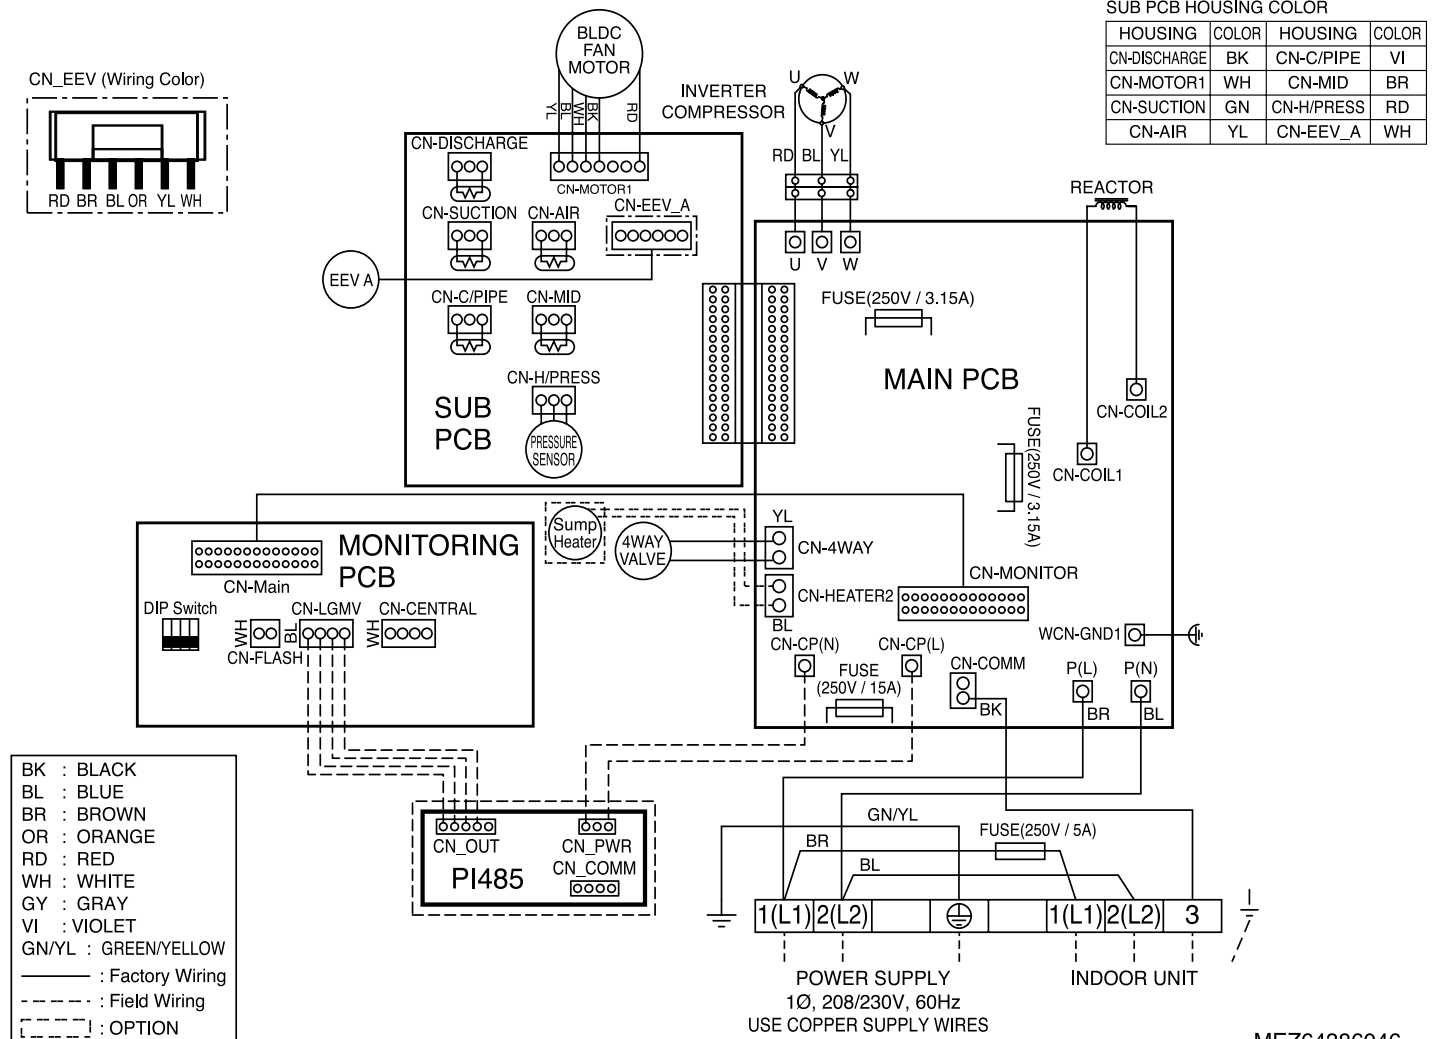 SUB PCB HOUSING COLOR
HOUSING COLOR HOUSING COLOR
CN-DISCHARGE BK CN-C/PIPE VI
CN-MOTOR1 WH CN-MID BR
CN-SUCTION GN CN-H/PRESS RD
CN-AIR YL CN-EEV_A WH
CN_EEV (Wiring Color)
RD BR BL OR YL WH
BLDC
FAN
MOTOR
YL BL WH BK RD
INVERTER
COMPRESSOR
U W
V
RD BL YL
REACTOR
CN-DISCHARGE
CN-MOTOR1
CN-SUCTION CN-AIR CN-EEV_A
EEV A
CN-C/PIPE CN-MID
CN-H/PRESS
PRESSURE
SENSOR
SUB
PCB
U V W
FUSE(250V / 3.15A)
MAIN PCB
CN-COIL2
FUSE(250V / 3.15A)
CN-COIL1
Sump
Heater
4WAY
VALVE
YL
CN-4WAY
CN-HEATER2
BL
CN-MONITOR
MONITORING
PCB
CN-Main
DIP Switch
CN-LGMV CN-CENTRAL
WH BL WH
CN-FLASH
CN-CP(N) CN-CP(L)
FUSE
(250V / 15A)
CN-COMM
BK
WCN-GND1
P(L) P(N)
BR BL
CN_OUT CN_PWR
CN_COMM
PI485
GN/YL
FUSE(250V / 5A)
BR
BL
1(L1) 2(L2) 1(L1) 2(L2) 3
POWER SUPPLY
1Ø, 208/230V, 60Hz
USE COPPER SUPPLY WIRES
INDOOR UNIT
BK : BLACK
BL : BLUE
BR : BROWN
OR : ORANGE
RD : RED
WH : WHITE
GY : GRAY
VI : VIOLET
GN/YL : GREEN/YELLOW
: Factory Wiring
: Field Wiring
: OPTION